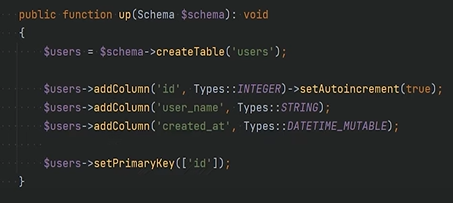 public function up(Schema $schema): void
{
$users = $schema->createTable('users');
$users->addColumn('id', Types::INTEGER)->setAutoincrement(true);
$users->addColumn('user_name', Types::STRING);
$users->addColumn('created_at', Types::DATETIME_MUTABLE);
$users->setPrimaryKey(['id']);
}